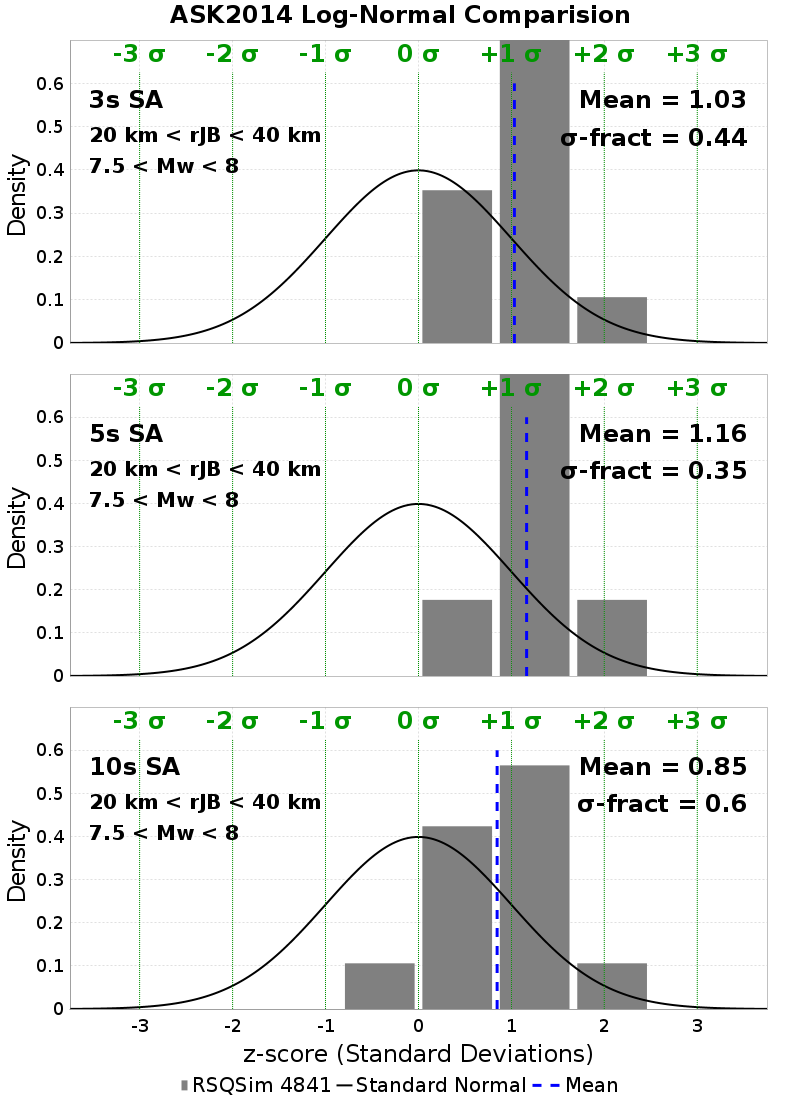 ASK2014 Log-Normal Comparision
-3 σ -2 σ -1 σ 0 σ +1 σ +2 σ +3 σ
3s SA
20 km < rJB < 40 km
7.5 < Mw < 8
Mean = 1.03
σ-fract = 0.44
Density
0.6
0.5
0.4
0.3
0.2
0.1
0
-3 σ -2 σ -1 σ 0 σ +1 σ +2 σ +3 σ
5s SA
20 km < rJB < 40 km
7.5 < Mw < 8
Mean = 1.16
σ-fract = 0.35
Density
0.6
0.5
0.4
0.3
0.2
0.1
0
-3 σ -2 σ -1 σ 0 σ +1 σ +2 σ +3 σ
10s SA
20 km < rJB < 40 km
7.5 < Mw < 8
Mean = 0.85
σ-fract = 0.6
Density
0.6
0.5
0.4
0.3
0.2
0.1
0
-3 -2 -1 0 1 2 3
z-score (Standard Deviations)
RSQSim 4841 Standard Normal Mean